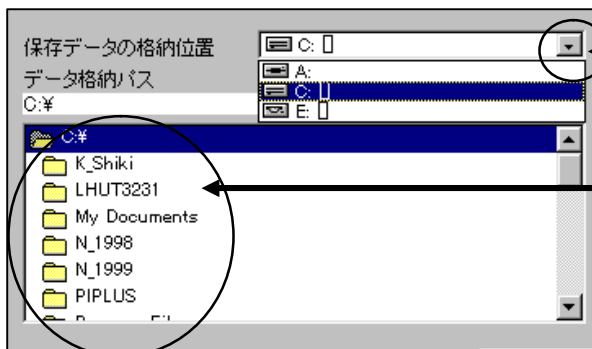 保存データの格納位置
C: []
データ格納パス
A:
C: []
E: []
C:¥
C:¥
K_Shiki
LHUT3231
My Documents
N_1998
N_1999
PIPLUS